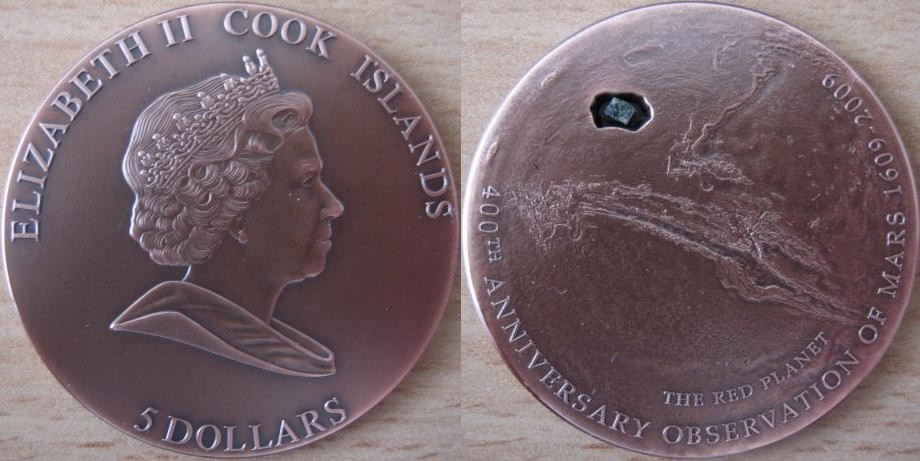 ELIZABETH II COOK ISLANDS
5 DOLLARS
400TH ANNIVERSARY OBSERVATION OF MARS 1609-2009
THE RED PLANET